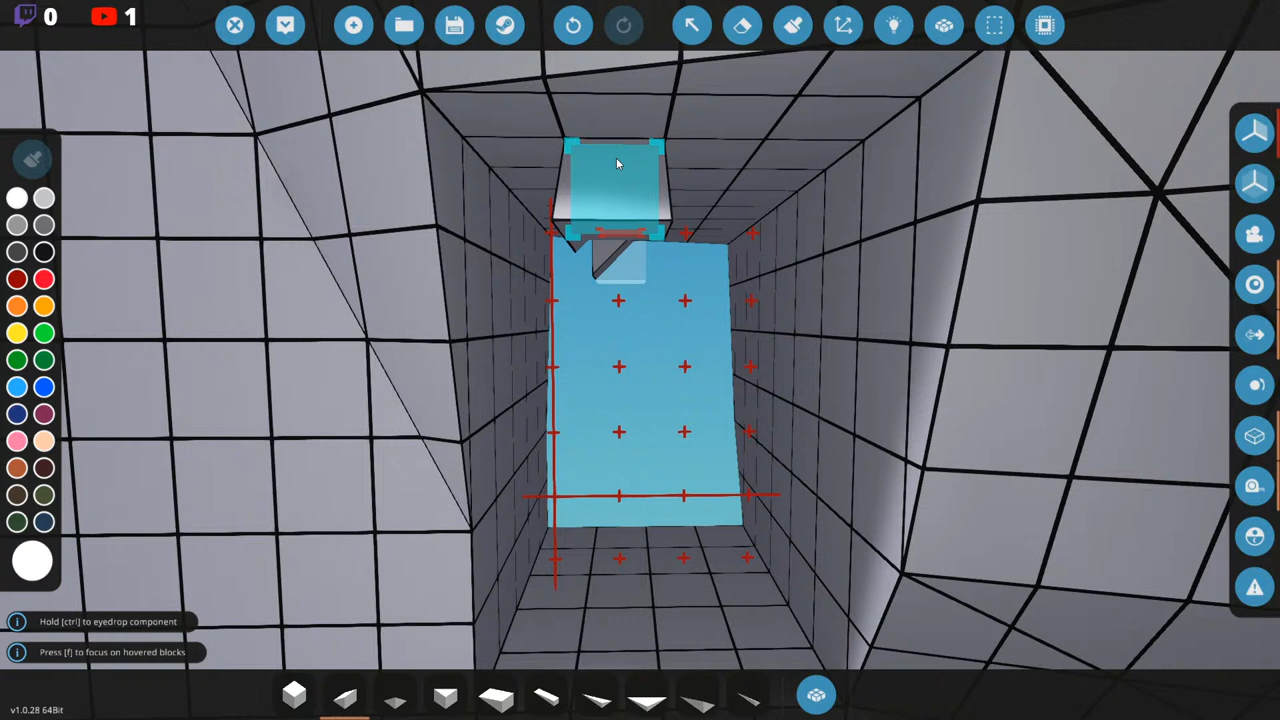 0
1
Hold [ctrl] to eyedrop component
Press [f] to focus on hovered blocks
v1.0.28 64Bit